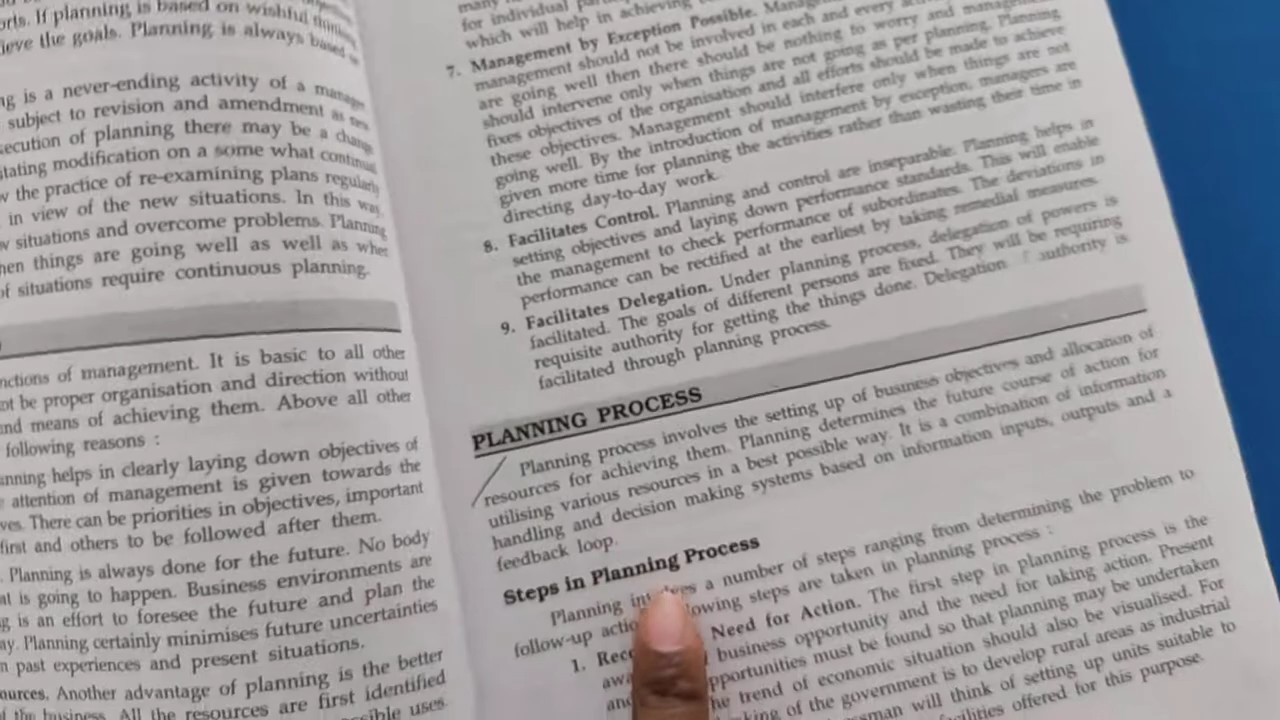 orts. If planning is based on wishful
ieve the goals. Planning is always based
ng is a never-ending activity of a
subject to revision and amendment as
xecution of planning there may be a
itating modification on a some what
w the practice of re-examining plans regularly
in view of the new situations. In this way,
w situations and overcome problems. Planning
hen things are going well as well as when
of situations require continuous planning.
nctions of management. It is basic to all other
ot be proper organisation and direction without
nd means of achieving them. Above all other
following reasons :
anning helps in clearly laying down objectives of
attention of management is given towards the
ves. There can be priorities in objectives, important
first and others to be followed after them.
. Planning is always done for the future. No body
at is going to happen. Business environments are
g is an effort to foresee the future and plan the
ay. Planning certainly minimises future uncertainties
n past experiences and present situations.
ources. Another advantage of planning is the better
of the business. All the resources are first identified
uses.
many
for individual
which will help in achieving
7. Management by Exception Possible.
management should not be involved in each and every
are going well then there should be nothing to worry and
should intervene only when things are not going as per planning. Planning
fixes objectives of the organisation and all efforts should be made to achieve
these objectives. Management should interfere only when things are not
going well. By the introduction of management by exception, managers are
given more time for planning the activities rather than wasting their time in
directing day-to-day work.
8. Facilitates Control. Planning and control are inseparable. Planning helps in
setting objectives and laying down performance standards. This will enable
the management to check performance of subordinates. The deviations in
performance can be rectified at the earliest by taking remedial measures.
9. Facilitates Delegation. Under planning process, delegation of powers is
facilitated. The goals of different persons are fixed. They will be requiring
requisite authority for getting the things done. Delegation authority is
facilitated through planning process.
PLANNING PROCESS
Planning process involves the setting up of business objectives and allocation of
resources for achieving them. Planning determines the future course of action for
utilising various resources in a best possible way. It is a combination of information
handling and decision making systems based on information inputs, outputs and a
feedback loop.
Steps in Planning Process
Planning a number of steps ranging from determining the problem to
follow-up steps are taken in planning process :
1. Need for Action. The first step in planning process is the
business opportunity and the need for taking action. Present
must be found so that planning may be undertaken
trend of economic situation should also be visualised. For
of the government is to develop rural areas as industrial
will think of setting up units suitable to
offered for this purpose.